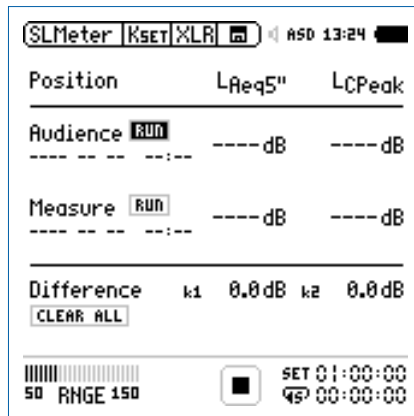 SLMeter KSET XLR ASD 13:24
Position LAeq5" LCPeak
Audience RUN ----dB ----dB
---- -- -- --:--
Measure RUN ----dB ----dB
---- -- -- --:--
Difference k1 0.0dB k2 0.0dB
CLEAR ALL
SET 01:00:00
50 RNGE 150 00:00:00